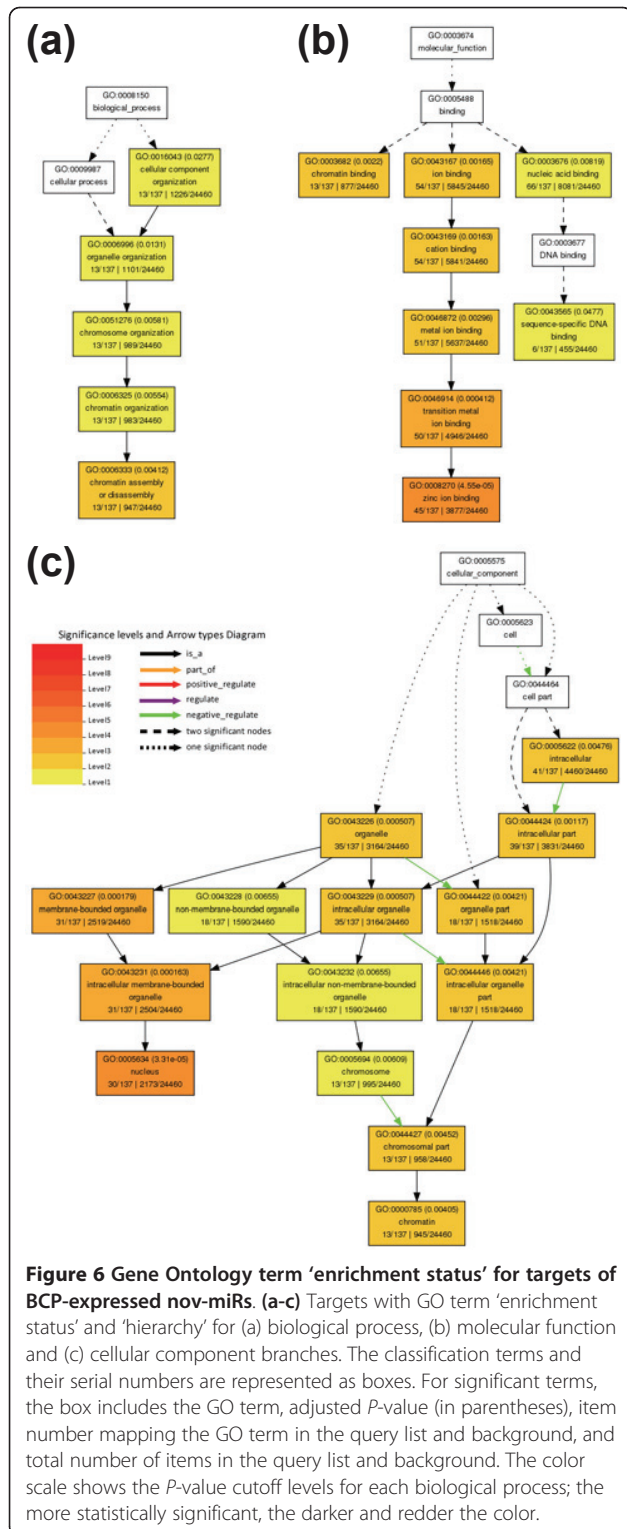 (a)
GO:0008150
biological_process
GO:0009987
cellular process
GO:0016043 (0.0277)
cellular component
organization
13/137 | 1226/24460
GO:0006996 (0.0131)
organelle organization
13/137 | 1101/24460
GO:0051276 (0.00581)
chromosome organization
13/137 | 989/24460
GO:0006325 (0.00554)
chromatin organization
13/137 | 983/24460
GO:0006333 (0.00412)
chromatin assembly
or disassembly
13/137 | 947/24460
(b)
GO:0003674
molecular_function
GO:0005488
binding
GO:0003682 (0.0022)
chromatin binding
13/137 | 877/24460
GO:0043167 (0.00165)
ion binding
54/137 | 5845/24460
GO:0003676 (0.00819)
nucleic acid binding
66/137 | 8081/24460
GO:0043169 (0.00163)
cation binding
54/137 | 5841/24460
GO:0003677
DNA binding
GO:0046872 (0.00296)
metal ion binding
51/137 | 5637/24460
GO:0043565 (0.0477)
sequence-specific DNA
binding
6/137 | 455/24460
GO:0046914 (0.000412)
transition metal
ion binding
50/137 | 4946/24460
GO:0008270 (4.55e-05)
zinc ion binding
45/137 | 3877/24460
(c)
GO:0005575
cellular_component
GO:0005623
cell
GO:0044464
cell part
GO:0005622 (0.00476)
intracellular
41/137 | 4460/24460
Significance levels and Arrow types Diagram
Level9
Level8
Level7
Level6
Level5
Level4
Level3
Level2
Level1
is_a
part_of
positive_regulate
regulate
negative_regulate
two significant nodes
one significant node
GO:0043226 (0.000507)
organelle
35/137 | 3164/24460
GO:0044424 (0.00117)
intracellular part
39/137 | 3831/24460
GO:0043227 (0.000179)
membrane-bounded organelle
31/137 | 2519/24460
GO:0043228 (0.00655)
non-membrane-bounded organelle
18/137 | 1590/24460
GO:0043229 (0.000507)
intracellular organelle
35/137 | 3164/24460
GO:0044422 (0.00421)
organelle part
18/137 | 1518/24460
GO:0043231 (0.000163)
intracellular membrane-bounded
organelle
31/137 | 2504/24460
GO:0043232 (0.00655)
intracellular non-membrane-bounded
organelle
18/137 | 1590/24460
GO:0044446 (0.00421)
intracellular organelle
part
18/137 | 1518/24460
GO:0005634 (3.31e-05)
nucleus
30/137 | 2173/24460
GO:0005694 (0.00609)
chromosome
13/137 | 995/24460
GO:0044427 (0.00452)
chromosomal part
13/137 | 958/24460
GO:0000785 (0.00405)
chromatin
13/137 | 945/24460
Figure 6 Gene Ontology term ‘enrichment status’ for targets of
BCP-expressed nov-miRs. (a-c) Targets with GO term ‘enrichment
status’ and ‘hierarchy’ for (a) biological process, (b) molecular function
and (c) cellular component branches. The classification terms and
their serial numbers are represented as boxes. For significant terms,
the box includes the GO term, adjusted P-value (in parentheses), item
number mapping the GO term in the query list and background, and
total number of items in the query list and background. The color
scale shows the P-value cutoff levels for each biological process; the
more statistically significant, the darker and redder the color.